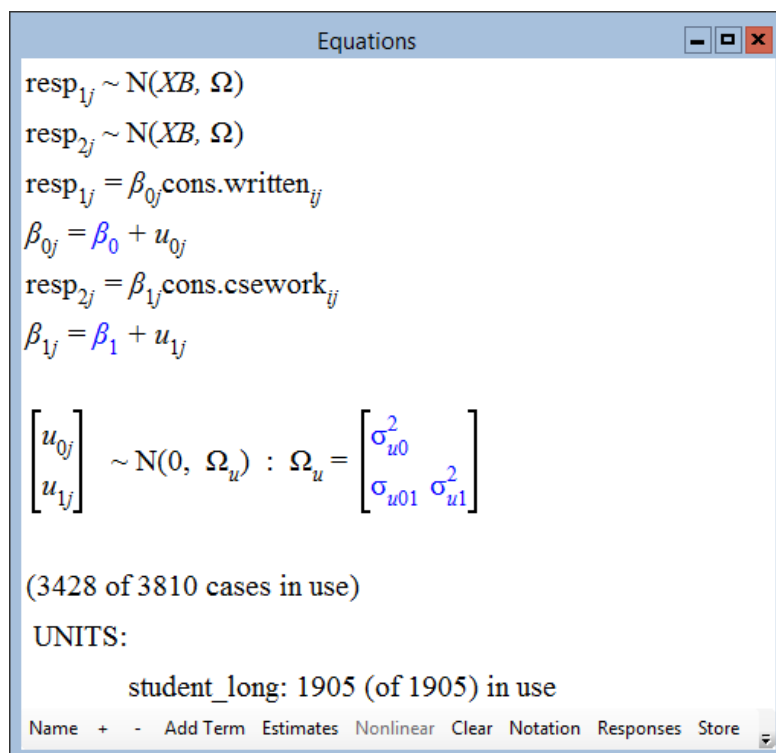 Equations
resp₁ⱼ ~ N(XB, Ω)
resp₂ⱼ ~ N(XB, Ω)
resp₁ⱼ = β₀ⱼcons.writtenᵢⱼ
β₀ⱼ = β₀ + u₀ⱼ
resp₂ⱼ = β₁ⱼcons.cseworkᵢⱼ
β₁ⱼ = β₁ + u₁ⱼ
[u₀ⱼ u₁ⱼ] ~ N(0, Ωᵤ) : Ωᵤ = [σ²ᵤ₀ σᵤ₀₁ σ²ᵤ₁]
(3428 of 3810 cases in use)
UNITS:
student_long: 1905 (of 1905) in use
Name + - Add Term Estimates Nonlinear Clear Notation Responses Store